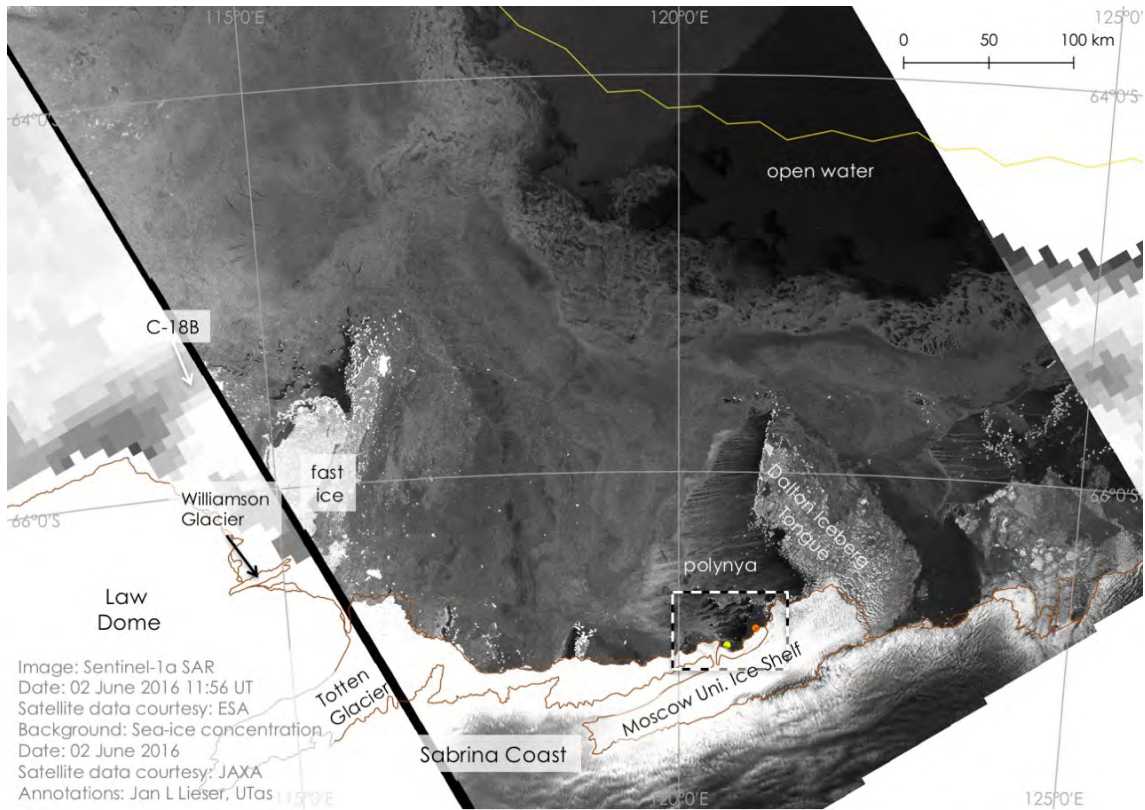 115°0'E
120°0'E
125°0'E
0
50
100 km
64°0'S
64°0'S
open water
C-18B
fast
ice
Williamson
Glacier
66°0'S
66°0'S
Dalton Iceberg
Tongue
polynya
Law
Dome
Totten
Glacier
Moscow Uni. Ice Shelf
Sabrina Coast
Image: Sentinel-1a SAR
Date: 02 June 2016 11:56 UT
Satellite data courtesy: ESA
Background: Sea-ice concentration
Date: 02 June 2016
Satellite data courtesy: JAXA
Annotations: Jan L Lieser, UTas
115°0'E
120°0'E
125°0'E